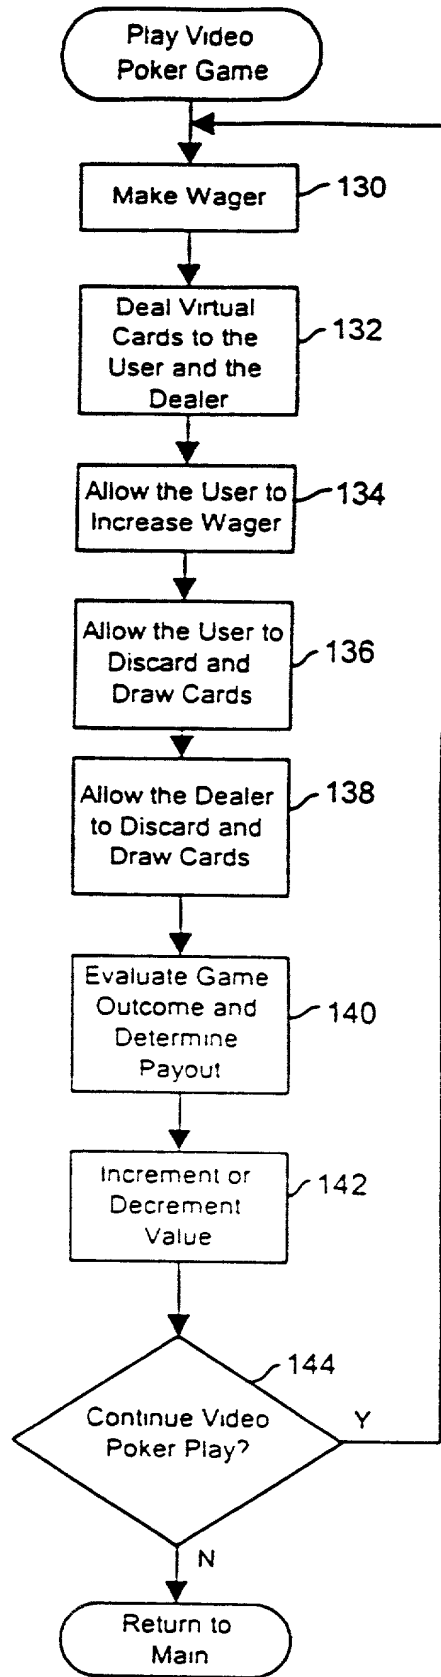 Play Video
Poker Game
Make Wager
130
Deal Virtual
Cards to the
User and the
Dealer
132
Allow the User to
Increase Wager
134
Allow the User to
Discard and
Draw Cards
136
Allow the Dealer
to Discard and
Draw Cards
138
Evaluate Game
Outcome and
Determine
Payout
140
Increment or
Decrement
Value
142
144
Continue Video
Poker Play?
Y
N
Return to
Main